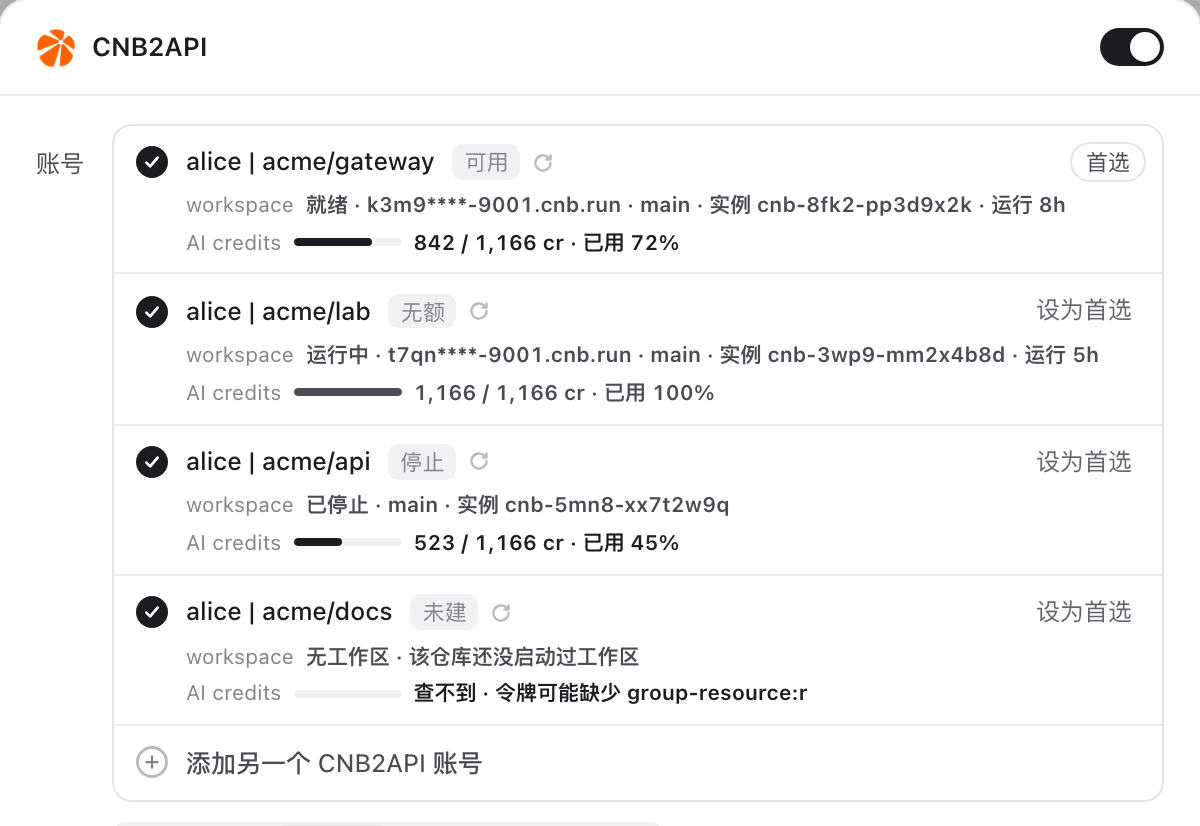 CNB2API
账号
alice | acme/gateway 可用 首选
workspace 就绪 · k3m9****-9001.cnb.run · main · 实例 cnb-8fk2-pp3d9x2k · 运行 8h
AI credits 842 / 1,166 cr · 已用 72%
alice | acme/lab 无额 设为首选
workspace 运行中 · t7qn****-9001.cnb.run · main · 实例 cnb-3wp9-mm2x4b8d · 运行 5h
AI credits 1,166 / 1,166 cr · 已用 100%
alice | acme/api 停止 设为首选
workspace 已停止 · main · 实例 cnb-5mn8-xx7t2w9q
AI credits 523 / 1,166 cr · 已用 45%
alice | acme/docs 未建 设为首选
workspace 无工作区 · 该仓库还没启动过工作区
AI credits 查不到 · 令牌可能缺少 group-resource:r
添加另一个 CNB2API 账号